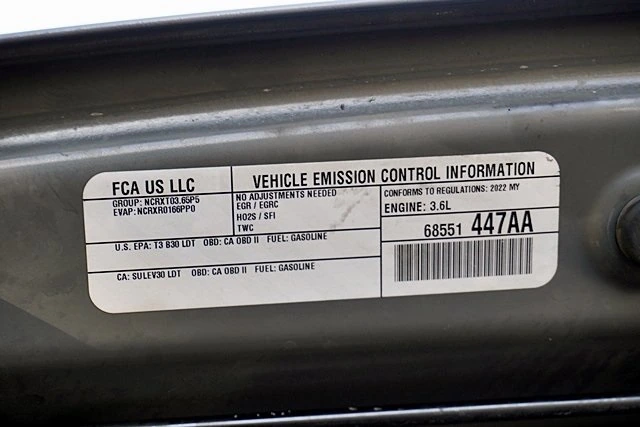 FCA US LLC
GROUP: NCRXT03.65P5
EVAP: NCRXR0166PP0
VEHICLE EMISSION CONTROL INFORMATION
NO ADJUSTMENTS NEEDED
EGR / EGRC
HO2S / SFI
TWC
CONFORMS TO REGULATIONS: 2022 MY
ENGINE: 3.6L
68551 447AA
U.S. EPA: T3 B30 LDT OBD: CA OBD II FUEL: GASOLINE
CA: SULEV30 LDT OBD: CA OBD II FUEL: GASOLINE